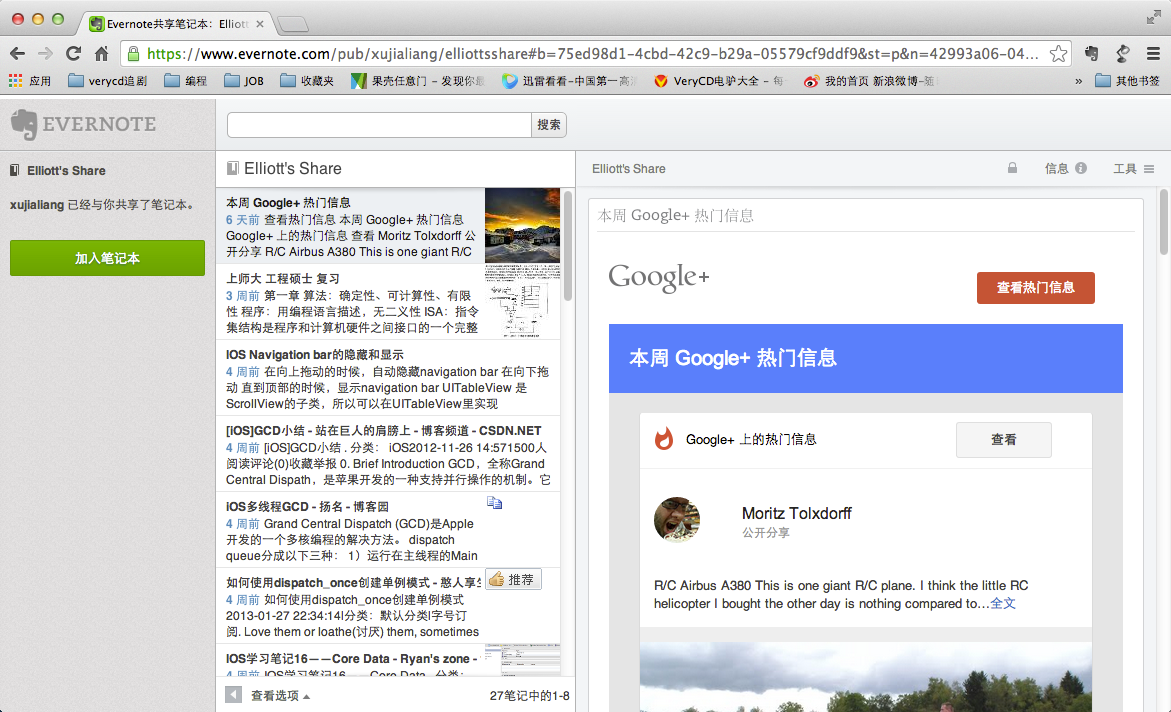 Evernote共享笔记本：Elliott
https://www.evernote.com/pub/xujialiang/elliottsshare#b=75ed98d1-4cbd-42c9-b29a-05579cf9ddf9&st=p&n=42993a06-04...
应用 verycd追剧 编程 JOB 收藏夹 果壳任意门 - 发现你 迅雷看看-中国第一高 VeryCD电驴大全 - 每 我的首页 新浪微博-随 » 其他书签
EVERNOTE
搜索
Elliott's Share
xujialiang 已经与你共享了笔记本。
加入笔记本
Elliott's Share
本周 Google+ 热门信息
6 天前 查看热门信息 本周 Google+ 热门信息
Google+ 上的热门信息 查看 Moritz Tolxdorff 公
开分享 R/C Airbus A380 This is one giant R/C
上师大 工程硕士 复习
3 周前 第一章 算法：确定性、可计算性、有限
性 程序：用编程语言描述，无二义性 ISA：指令
集结构是程序和计算机硬件之间接口的一个完整
IOS Navigation bar的隐藏和显示
4 周前 在向上拖动的时候，自动隐藏navigation bar 在向下拖
动 直到顶部的时候，显示navigation bar UITableView 是
ScrollView的子类，所以可以在UITableView里实现
[iOS]GCD小结 - 站在巨人的肩膀上 - 博客频道 - CSDN.NET
4 周前 [iOS]GCD小结 . 分类： iOS2012-11-26 14:571500人
阅读评论(0)收藏举报 0. Brief Introduction GCD，全称Grand
Central Dispath，是苹果开发的一种支持并行操作的机制。它
iOS多线程GCD - 扬名 - 博客园
4 周前 Grand Central Dispatch (GCD)是Apple
开发的一个多核编程的解决方法。 dispatch
queue分成以下三种： 1）运行在主线程的Main
如何使用dispatch_once创建单例模式 - 憨人享
推荐
4 周前 如何使用dispatch_once创建单例模式
2013-01-27 22:34:14|分类：默认分类|字号订
阅. Love them or loathe(讨厌) them, sometimes
IOS学习笔记16——Core Data - Ryan's zone -
4 周前 IOS学习笔记16——Core Data 分类：
查看选项 27笔记中的1-8
Elliott's Share 信息 工具
本周 Google+ 热门信息
Google+
查看热门信息
本周 Google+ 热门信息
Google+ 上的热门信息
查看
Moritz Tolxdorff
公开分享
R/C Airbus A380 This is one giant R/C plane. I think the little RC
helicopter I bought the other day is nothing compared to…全文